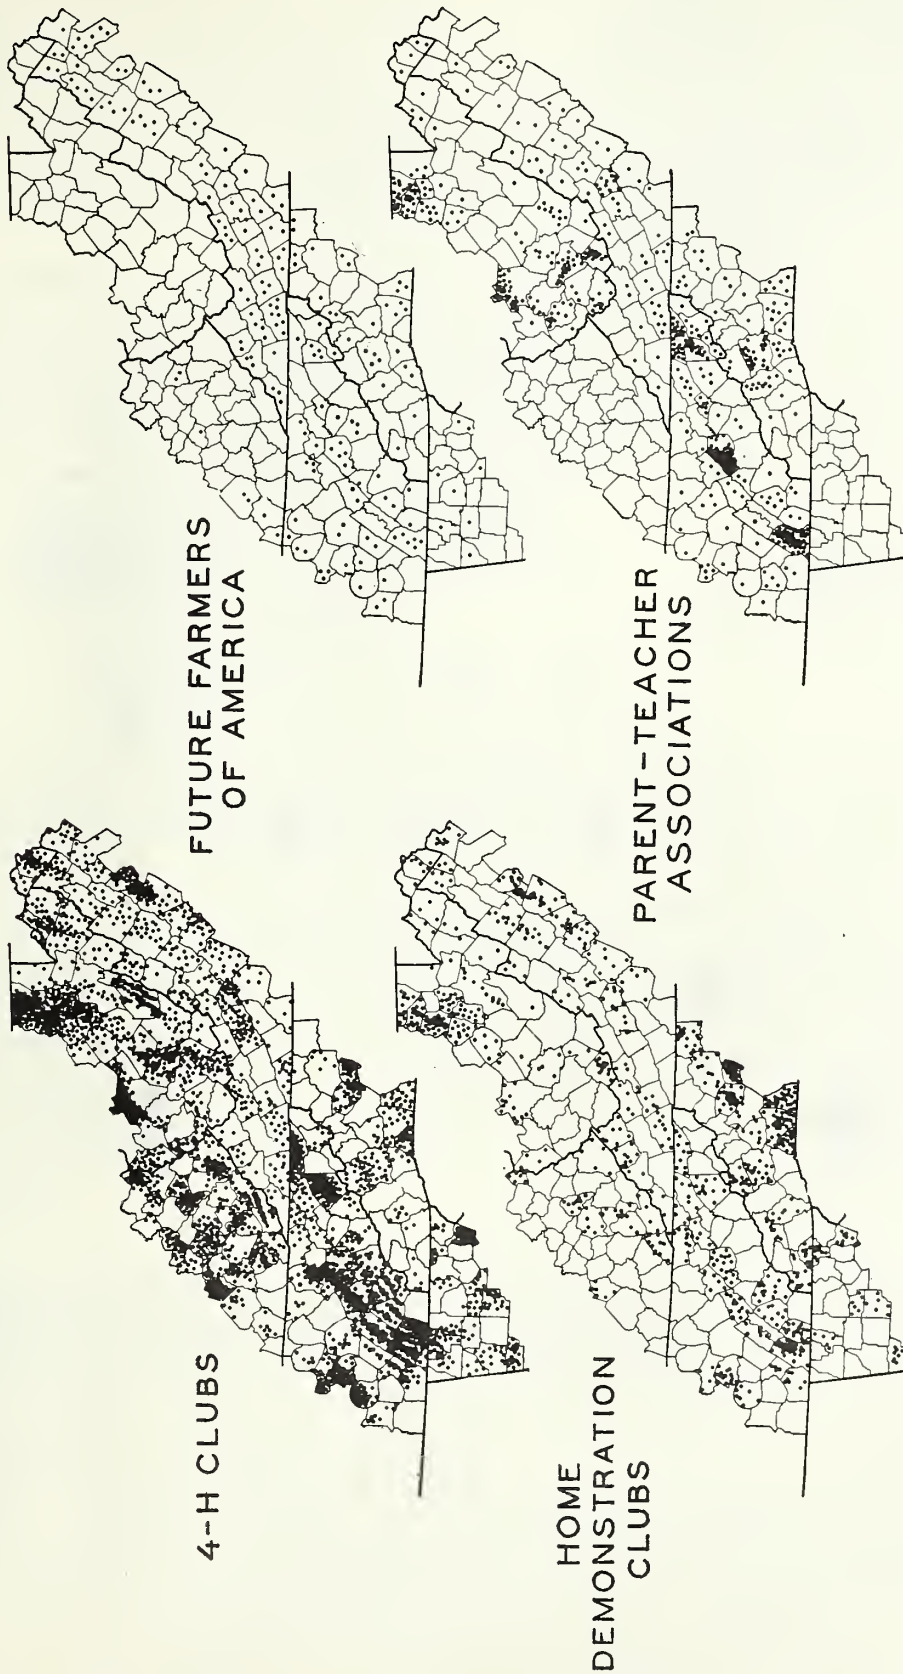 4-H CLUBS
FUTURE FARMERS
OF AMERICA
HOME
DEMONSTRATION
CLUBS
PARENT-TEACHER
ASSOCIATIONS